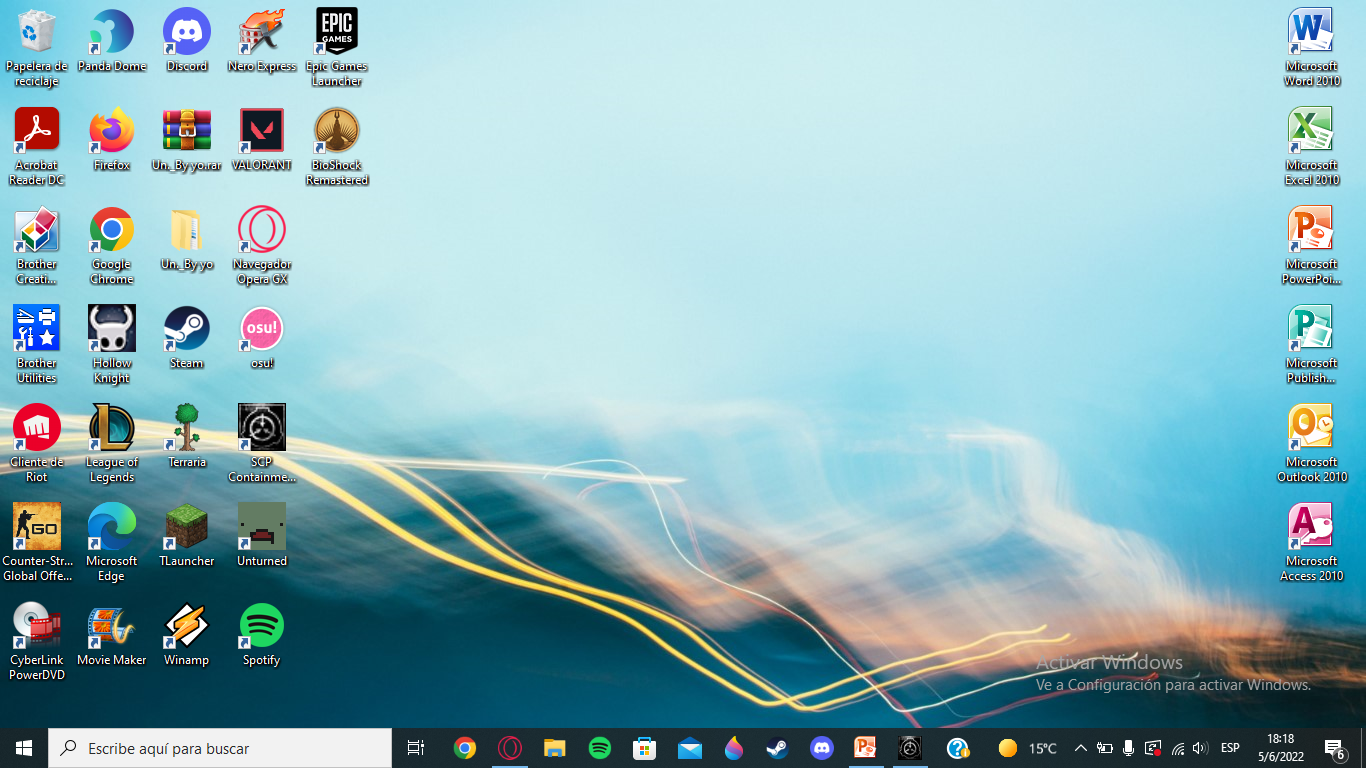 Papelera de
reciclaje
Panda Dome
Discord
Nero Express
EPIC
GAMES
Epic Games
Launcher
Microsoft
Word 2010
Acrobat
Reader DC
Firefox
Un._By yo.rar
VALORANT
BioShock
Remastered
Microsoft
Excel 2010
Brother
Creati...
Google
Chrome
Un._By yo
Navegador
Opera GX
Microsoft
PowerPoi...
Brother
Utilities
Hollow
Knight
Steam
osu!
osu!
Microsoft
Publish...
Cliente de
Riot
League of
Legends
Terraria
SCP
Containme...
Microsoft
Outlook 2010
GO
Counter-Str...
Global Offe...
Microsoft
Edge
TLauncher
Unturned
Microsoft
Access 2010
CyberLink
PowerDVD
Movie Maker
Winamp
Spotify
Activar Windows
Ve a Configuración para activar Windows.
Escribe aquí para buscar
15°C
ESP
18:18
5/6/2022
6